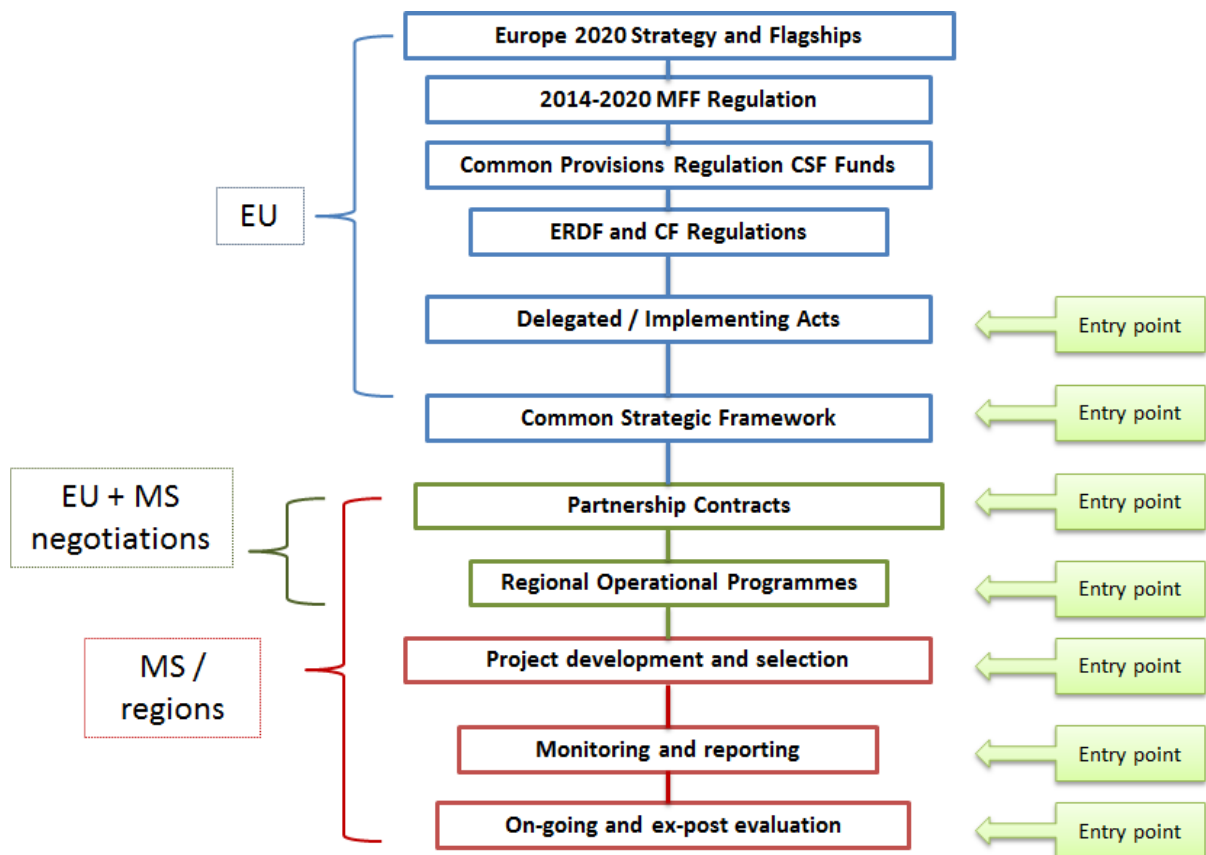 Europe 2020 Strategy and Flagships
2014-2020 MFF Regulation
Common Provisions Regulation CSF Funds
EU
ERDF and CF Regulations
Delegated / Implementing Acts
Entry point
Common Strategic Framework
Entry point
EU + MS
negotiations
Partnership Contracts
Entry point
Regional Operational Programmes
Entry point
MS /
regions
Project development and selection
Entry point
Monitoring and reporting
Entry point
On-going and ex-post evaluation
Entry point